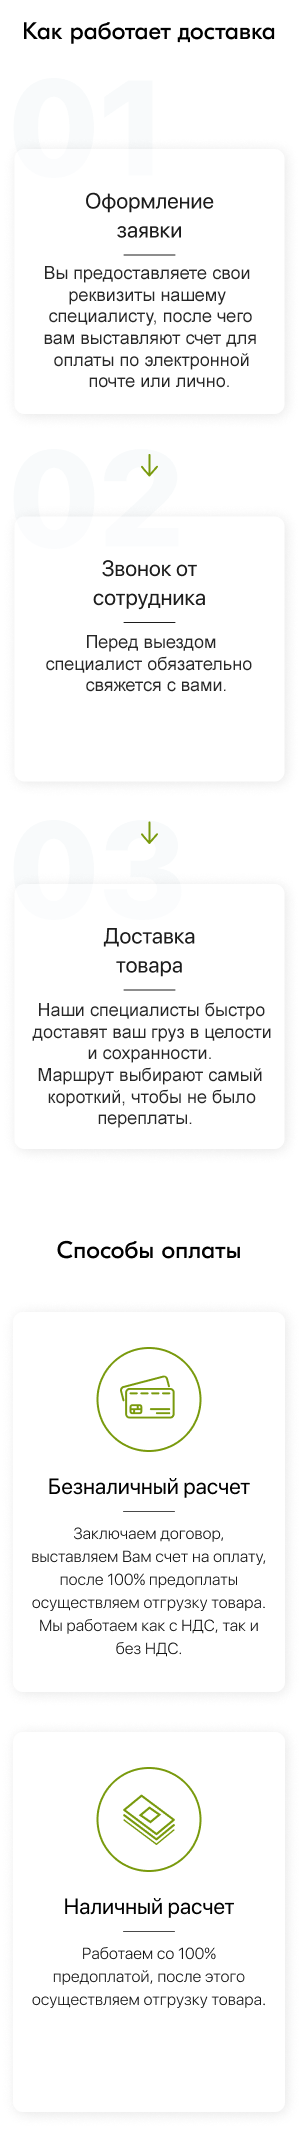 Как работает доставка
01
Оформление
заявки
Вы предоставляете свои
реквизиты нашему
специалисту, после чего
вам выставляют счет для
оплаты по электронной
почте или лично.
02
Звонок от
сотрудника
Перед выездом
специалист обязательно
свяжется с вами.
03
Доставка
товара
Наши специалисты быстро
доставят ваш груз в целости
и сохранности.
Маршрут выбирают самый
короткий, чтобы не было
переплаты.
Способы оплаты
Безналичный расчет
Заключаем договор,
выставляем Вам счет на оплату,
после 100% предоплаты
осуществляем отгрузку товара.
Мы работаем как с НДС, так и
без НДС.
Наличный расчет
Работаем со 100%
предоплатой, после этого
осуществляем отгрузку товара.